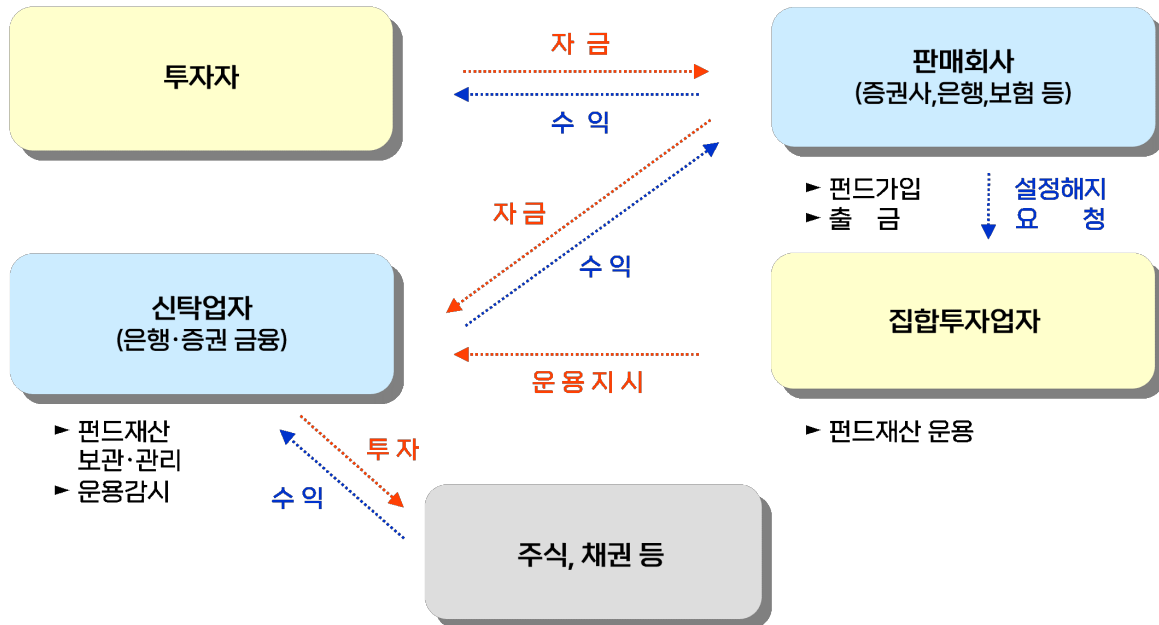 투자자
자 금
수 익
판매회사
(증권사,은행,보험 등)
► 펀드가입
► 출 금
설정해지
요 청
자 금
수 익
신탁업자
(은행·증권 금융)
집합투자업자
운 용 지 시
► 펀드재산
보관·관리
► 운용감시
► 펀드재산 운용
투 자
수 익
주식, 채권 등